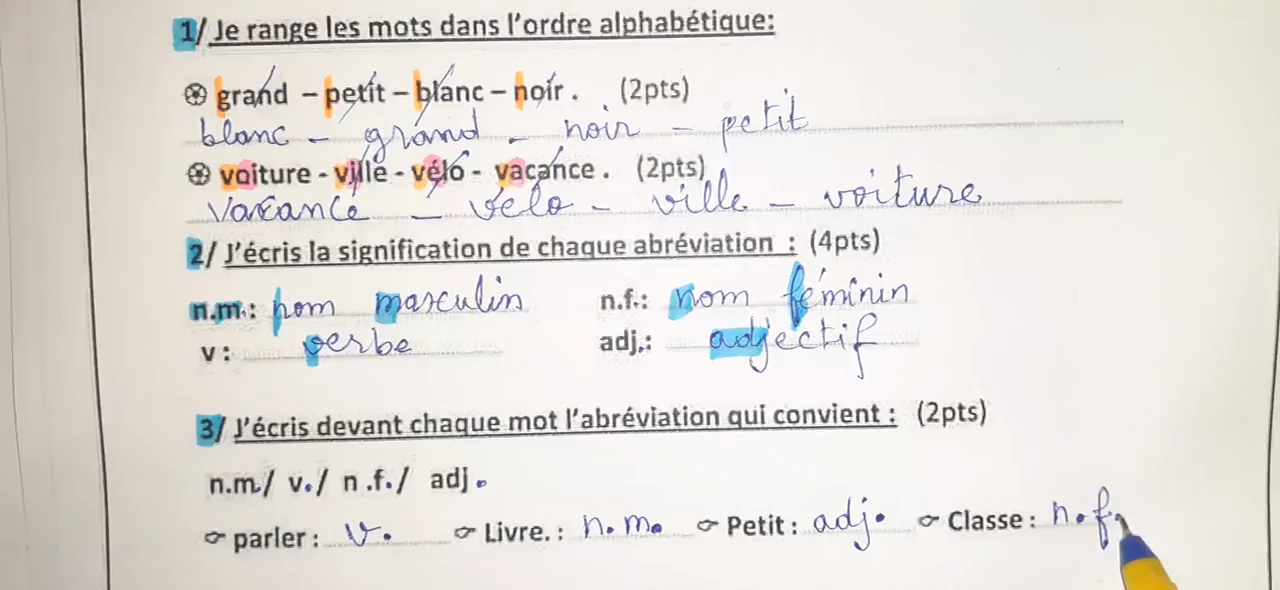 1/ Je range les mots dans l'ordre alphabétique:
grand – petit – blanc – noir . (2pts)
blanc – grand – noir – petit
voiture - ville - vélo - vacance . (2pts)
vacance – vélo – ville – voiture
2/ J'écris la signification de chaque abréviation : (4pts)
n.m.: nom masculin n.f.: nom féminin
v : verbe adj.: adjectif
3/ J'écris devant chaque mot l'abréviation qui convient : (2pts)
n.m/ v./ n .f./ adj.
parler : v. Livre. : n.m. Petit : adj. Classe : n.f.